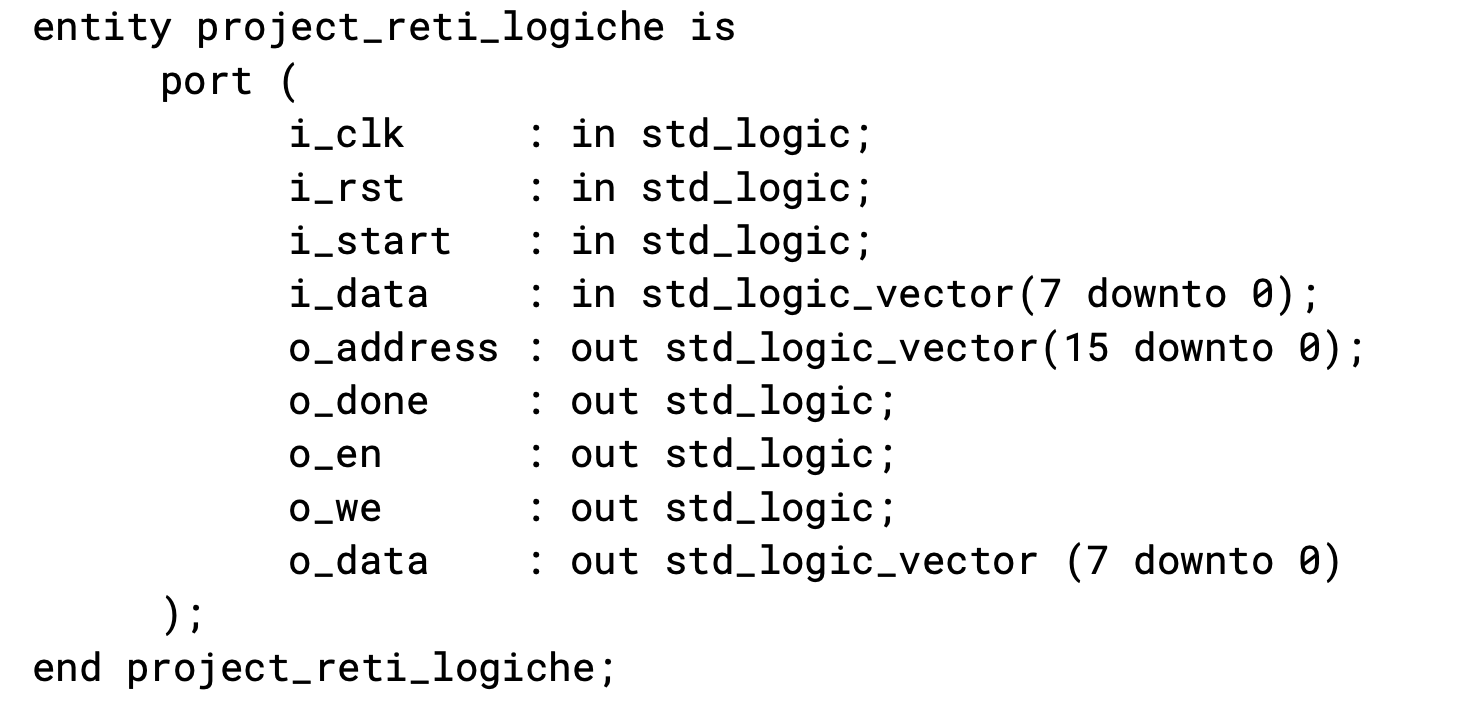 entity project_reti_logiche is
port (
i_clk : in std_logic;
i_rst : in std_logic;
i_start : in std_logic;
i_data : in std_logic_vector(7 downto 0);
o_address : out std_logic_vector(15 downto 0);
o_done : out std_logic;
o_en : out std_logic;
o_we : out std_logic;
o_data : out std_logic_vector (7 downto 0)
);
end project_reti_logiche;